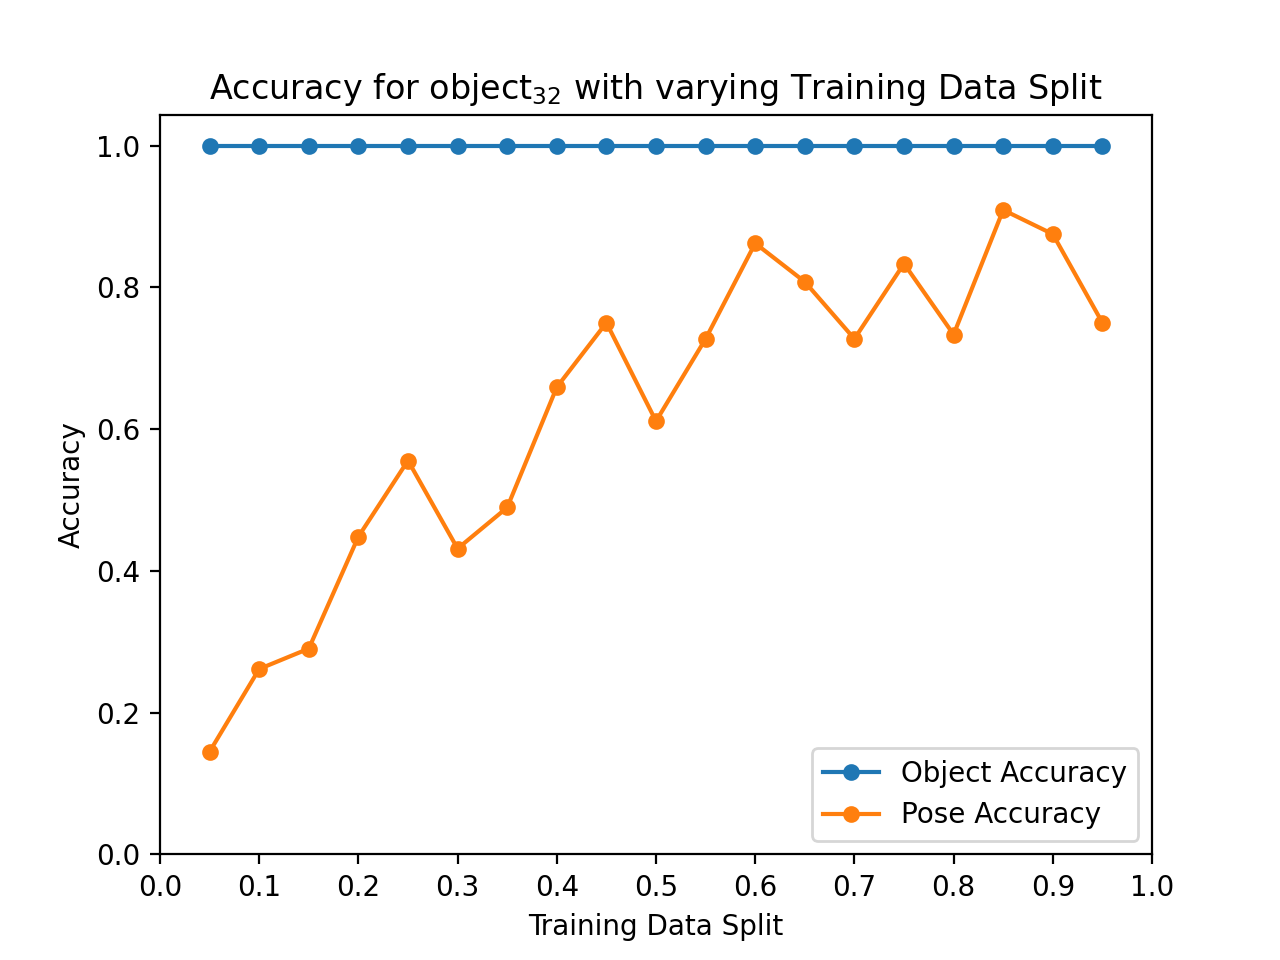 Accuracy for object₃₂ with varying Training Data Split
1.0
0.8
0.6
0.4
0.2
0.0
Accuracy
Object Accuracy
Pose Accuracy
0.0 0.1 0.2 0.3 0.4 0.5 0.6 0.7 0.8 0.9 1.0
Training Data Split